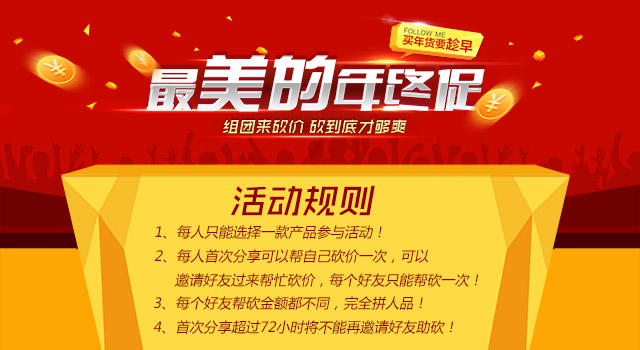 FOLLOW ME
买年货要趁早
最美的年终促
组团来砍价 砍到底才够爽
活动规则
1、每人只能选择一款产品参与活动！
2、每人首次分享可以帮自己砍价一次，可以
邀请好友过来帮忙砍价，每个好友只能帮砍一次！
3、每个好友帮砍金额都不同，完全拼人品！
4、首次分享超过72小时将不能再邀请好友助砍！
¥
¥